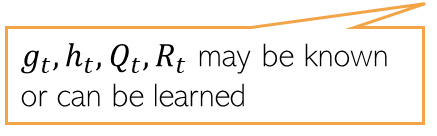 g_t, h_t, Q_t, R_t may be known
or can be learned